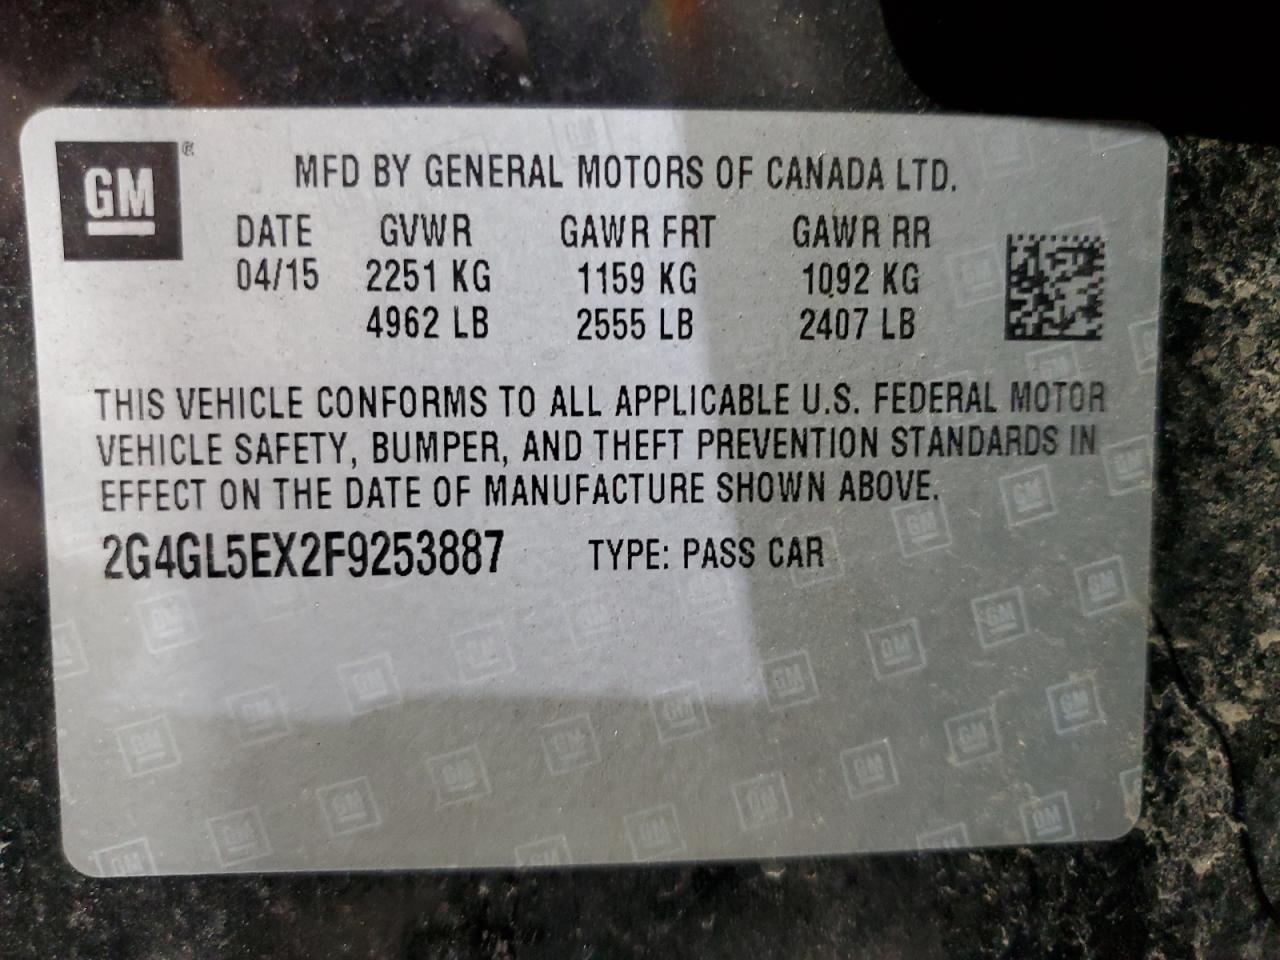 GM®
MFD BY GENERAL MOTORS OF CANADA LTD.
DATE GVWR GAWR FRT GAWR RR
04/15 2251 KG 1159 KG 1092 KG
4962 LB 2555 LB 2407 LB
THIS VEHICLE CONFORMS TO ALL APPLICABLE U.S. FEDERAL MOTOR
VEHICLE SAFETY, BUMPER, AND THEFT PREVENTION STANDARDS IN
EFFECT ON THE DATE OF MANUFACTURE SHOWN ABOVE.
2G4GL5EX2F9253887 TYPE: PASS CAR